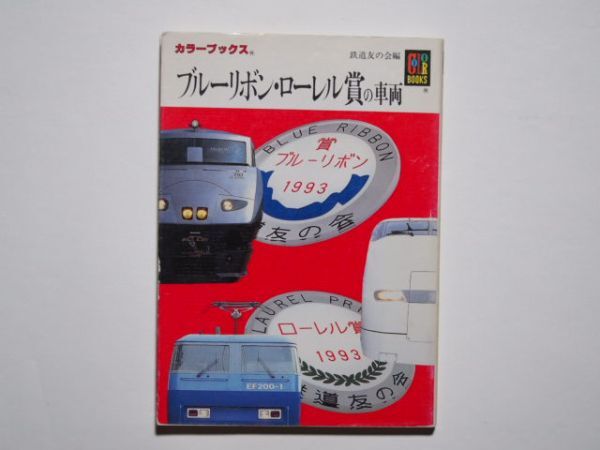 カラーブックス
鉄道友の会編
COLOR
BOOKS
ブルーリボン・ローレル賞の車両
BLUE RIBBON
賞
ブルーリボン
1993
友の会
LAUREL PRI
ローレル賞
1993
道友の会
EF200-1